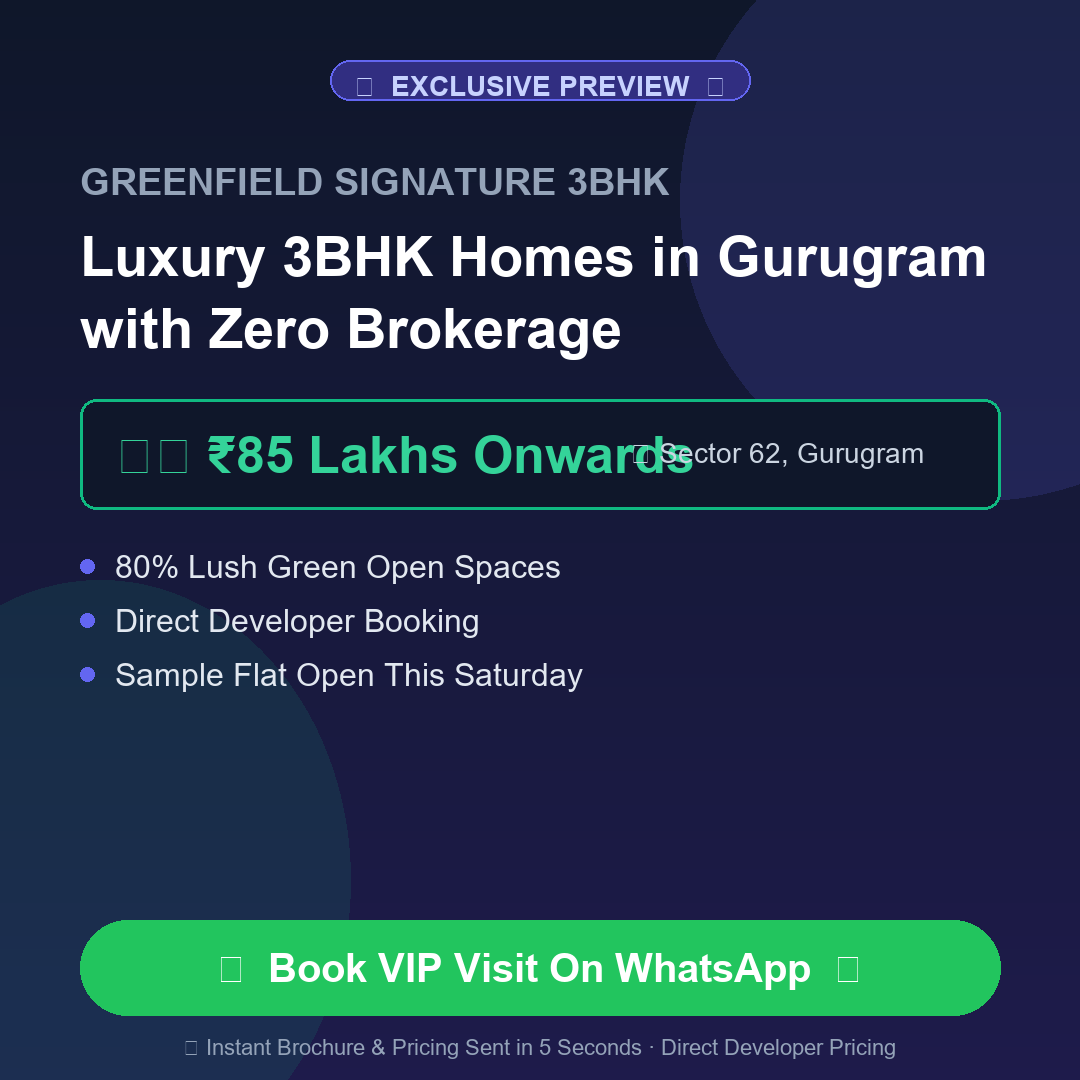 EXCLUSIVE PREVIEW
GREENFIELD SIGNATURE 3BHK
Luxury 3BHK Homes in Gurugram
with Zero Brokerage
₹85 Lakhs Onwards
Sector 62, Gurugram
80% Lush Green Open Spaces
Direct Developer Booking
Sample Flat Open This Saturday
Book VIP Visit On WhatsApp
Instant Brochure & Pricing Sent in 5 Seconds · Direct Developer Pricing